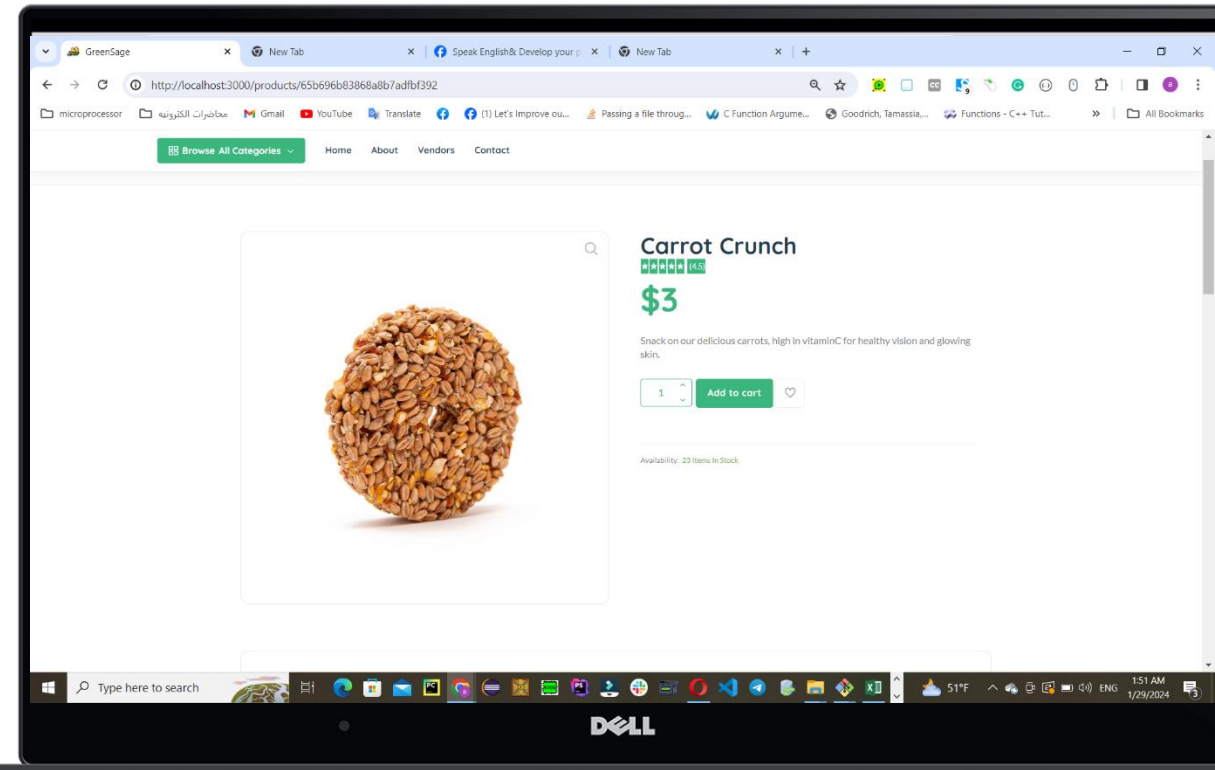 GreenSage
New Tab
Speak English& Develop your p
New Tab
http://localhost:3000/products/65b696b83868a8b7adfbf392
microprocessor
محاضرات الكترونيه
Gmail
YouTube
Translate
(1) Let's Improve ou...
Passing a file throug...
C Function Argume...
Goodrich, Tamassia,...
Functions - C++ Tut...
All Bookmarks
Browse All Categories
Home
About
Vendors
Contact
Carrot Crunch
(4.5)
$3
Snack on our delicious carrots, high in vitaminC for healthy vision and glowing
skin.
1
Add to cart
Availability: 23 Items In Stock
Type here to search
51°F
ENG
1:51 AM
1/29/2024
3
DELL